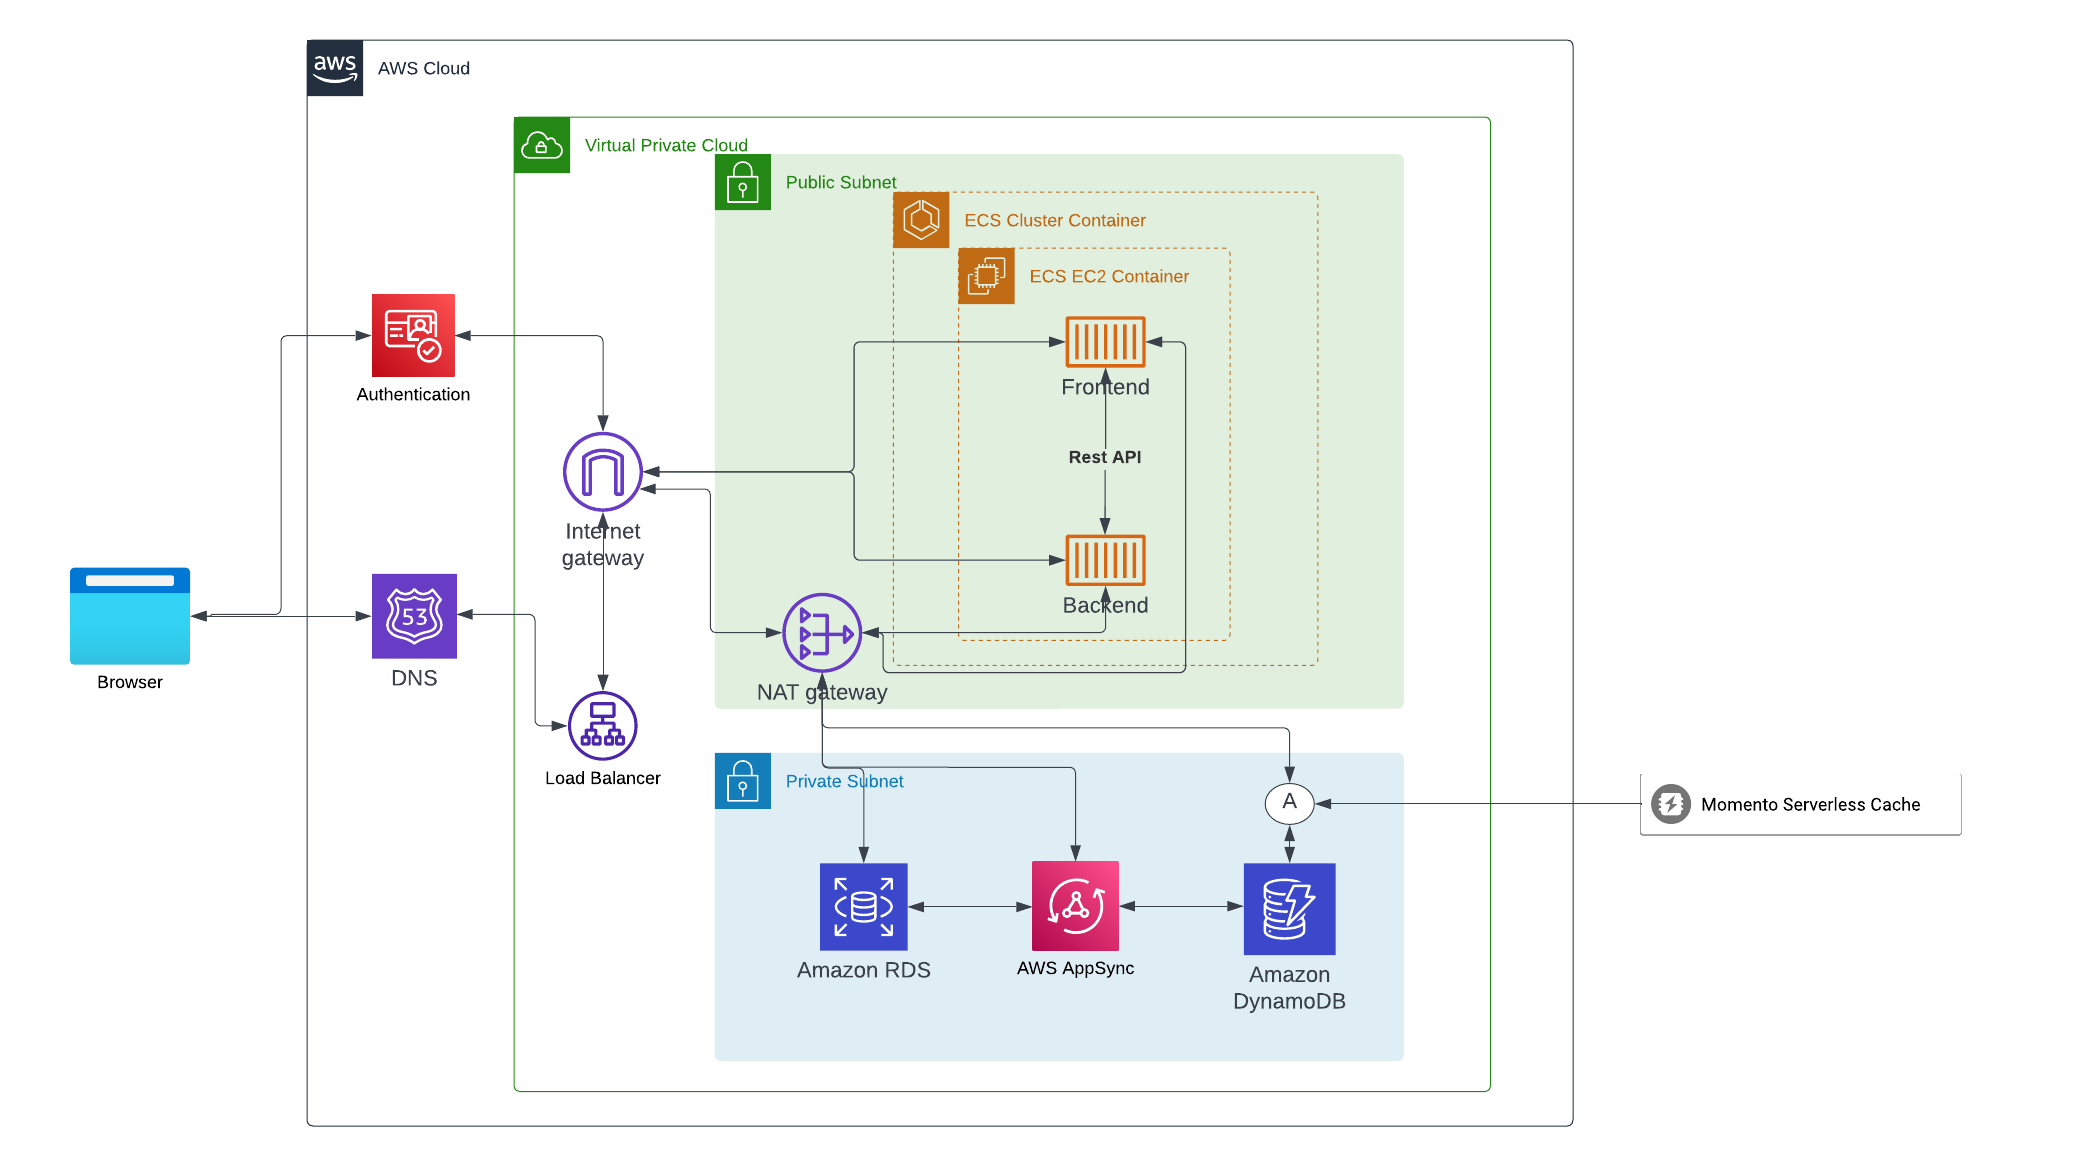 aws
AWS Cloud
Virtual Private Cloud
Public Subnet
ECS Cluster Container
ECS EC2 Container
Frontend
Authentication
Rest API
Internet
gateway
Backend
53
DNS
Browser
NAT gateway
Load Balancer
Private Subnet
A
Momento Serverless Cache
Amazon RDS
AWS AppSync
Amazon
DynamoDB